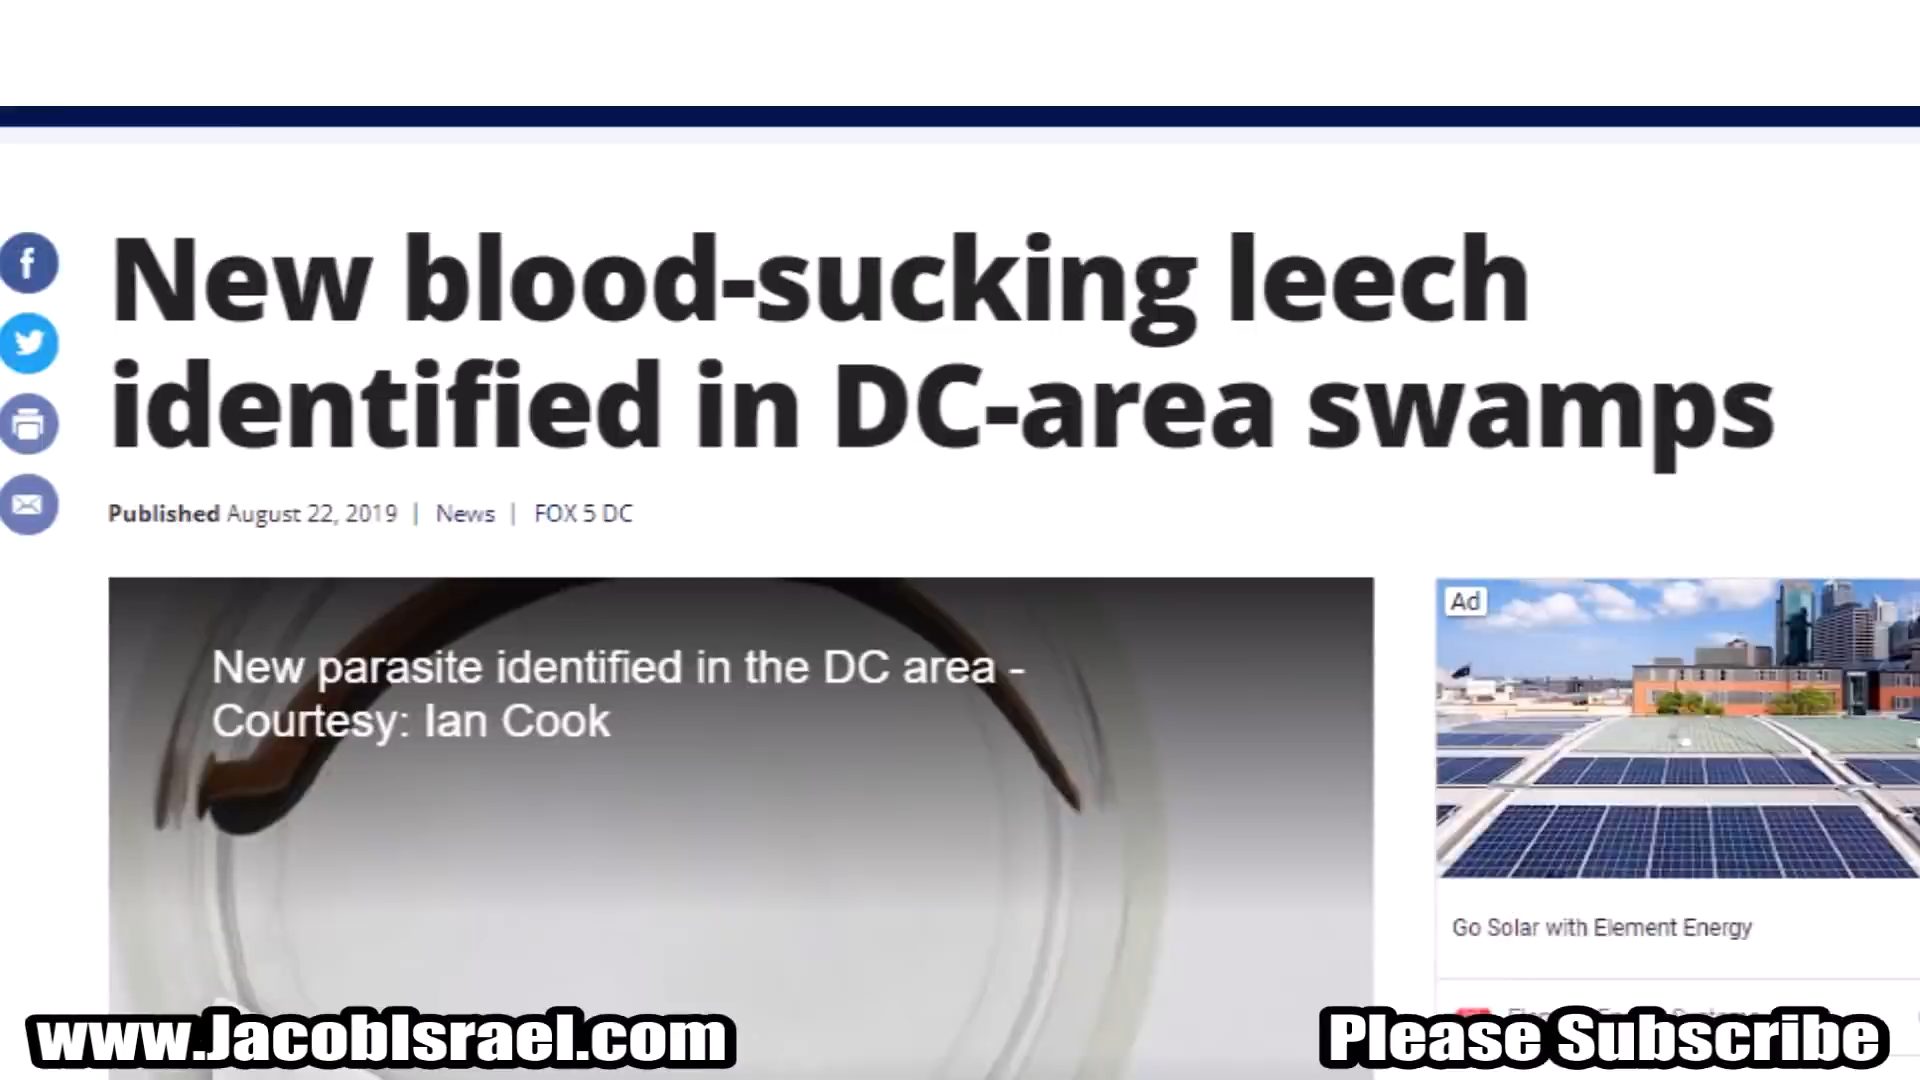 New blood-sucking leech
identified in DC-area swamps
Published August 22, 2019 | News | FOX 5 DC
New parasite identified in the DC area -
Courtesy: Ian Cook
Ad
Go Solar with Element Energy
www.JacobIsrael.com
Please Subscribe